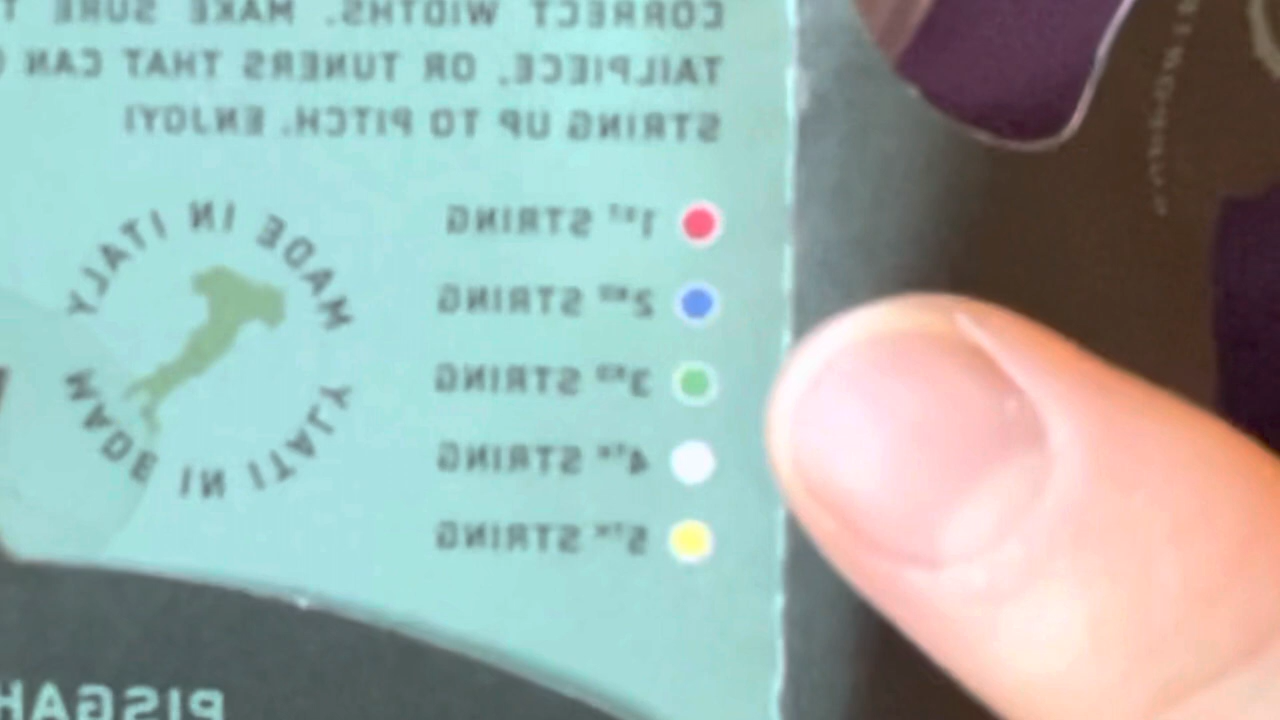 CORRECT WIDTHS. MAKE SURE
TAILPIECE, OR TUNERS THAT CAN
STRING UP TO PITCH. ENJOY!
1ST STRING
2ND STRING
3RD STRING
4TH STRING
5TH STRING
MADE IN ITALY
MADE IN ITALY
PISGAH